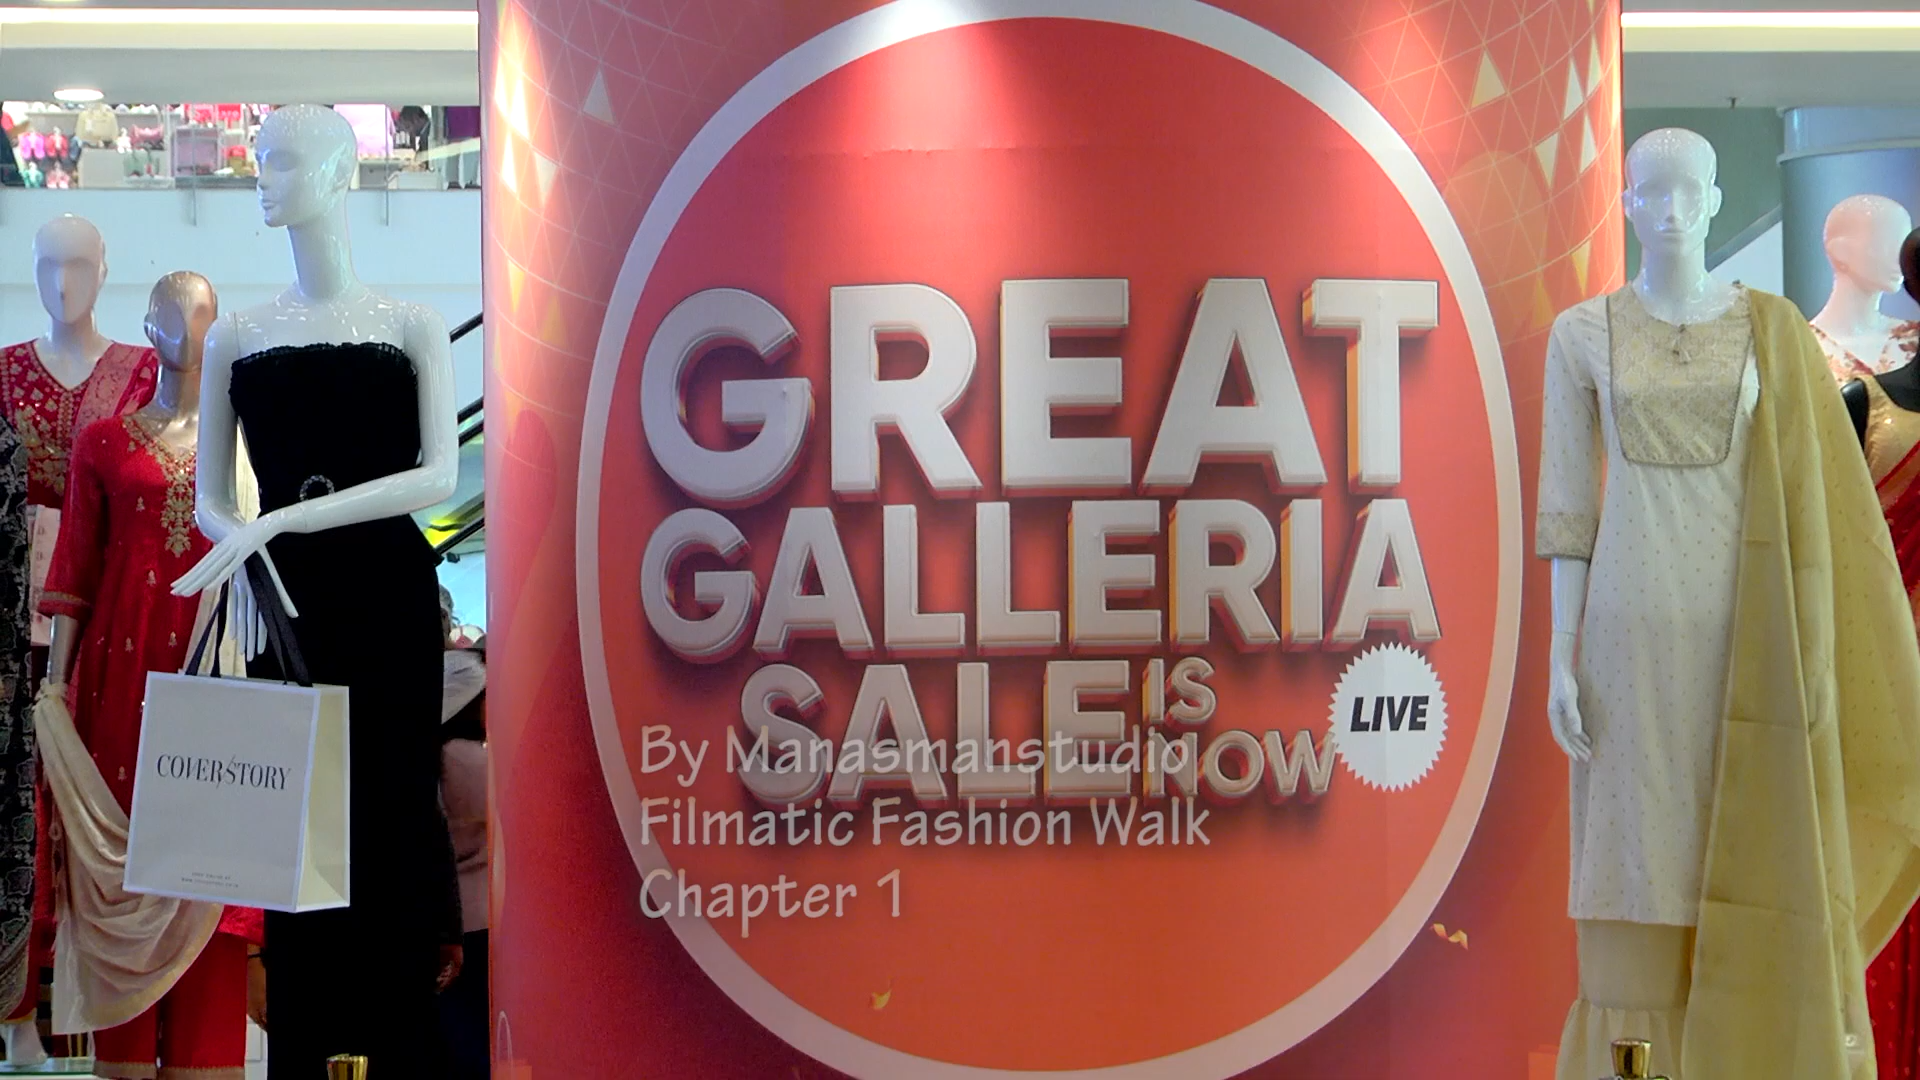 GREAT
GALLERIA
SALE IS
NOW
LIVE
By Manasmanstudio
Filmatic Fashion Walk
Chapter 1
COVER/STORY